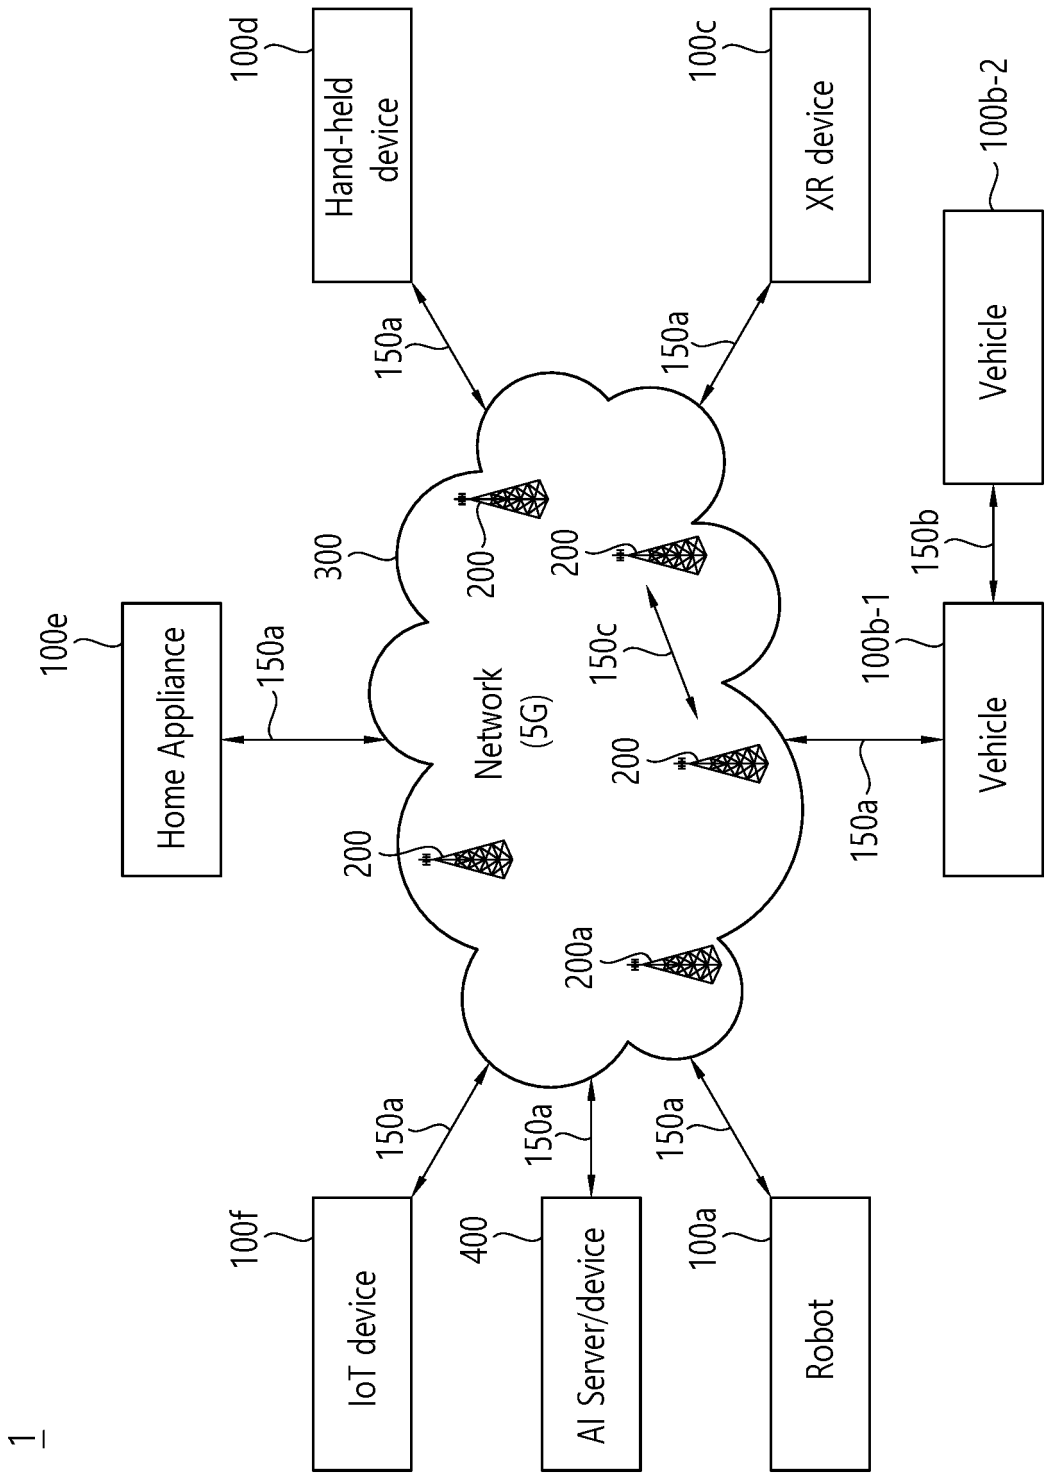 1
100e
Home Appliance
100f
100d
150a
300
Hand-held
device
200
IoT device
150a
150a
400
200
Network
(5G)
150a
200
200a
AI Server/device
150c
200
150a
150a
100a
100c
Robot
XR device
150a
100b-1
150b
Vehicle
Vehicle
100b-2